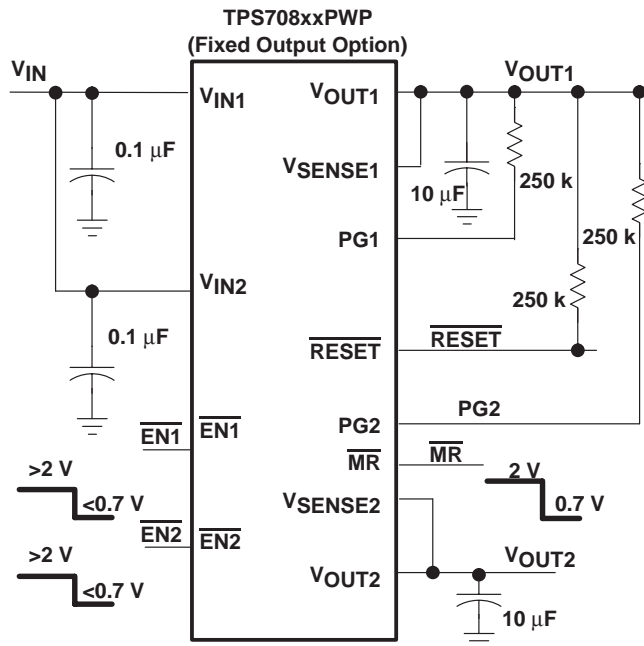 TPS708xxPWP
(Fixed Output Option)
VIN
VOUT1
VIN1
VOUT1
0.1 μF
VSENSE1
10 μF
250 k
PG1
250 k
VIN2
250 k
0.1 μF
RESET
RESET
EN1
EN1
PG2
PG2
MR
MR
>2 V
2 V
<0.7 V
VSENSE2
0.7 V
EN2
EN2
>2 V
VOUT2
VOUT2
<0.7 V
10 μF